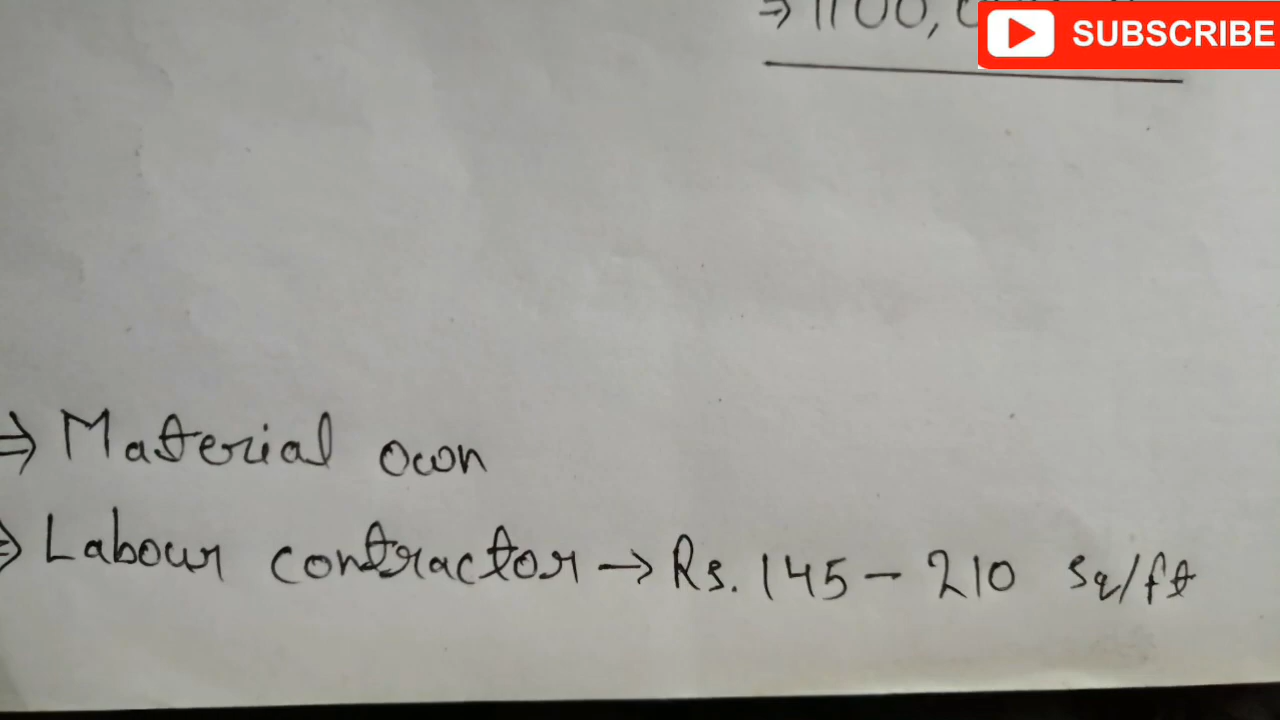 SUBSCRIBE
⇒ Material own
⇒ Labour contractor → Rs. 145 - 210 Sq/ft